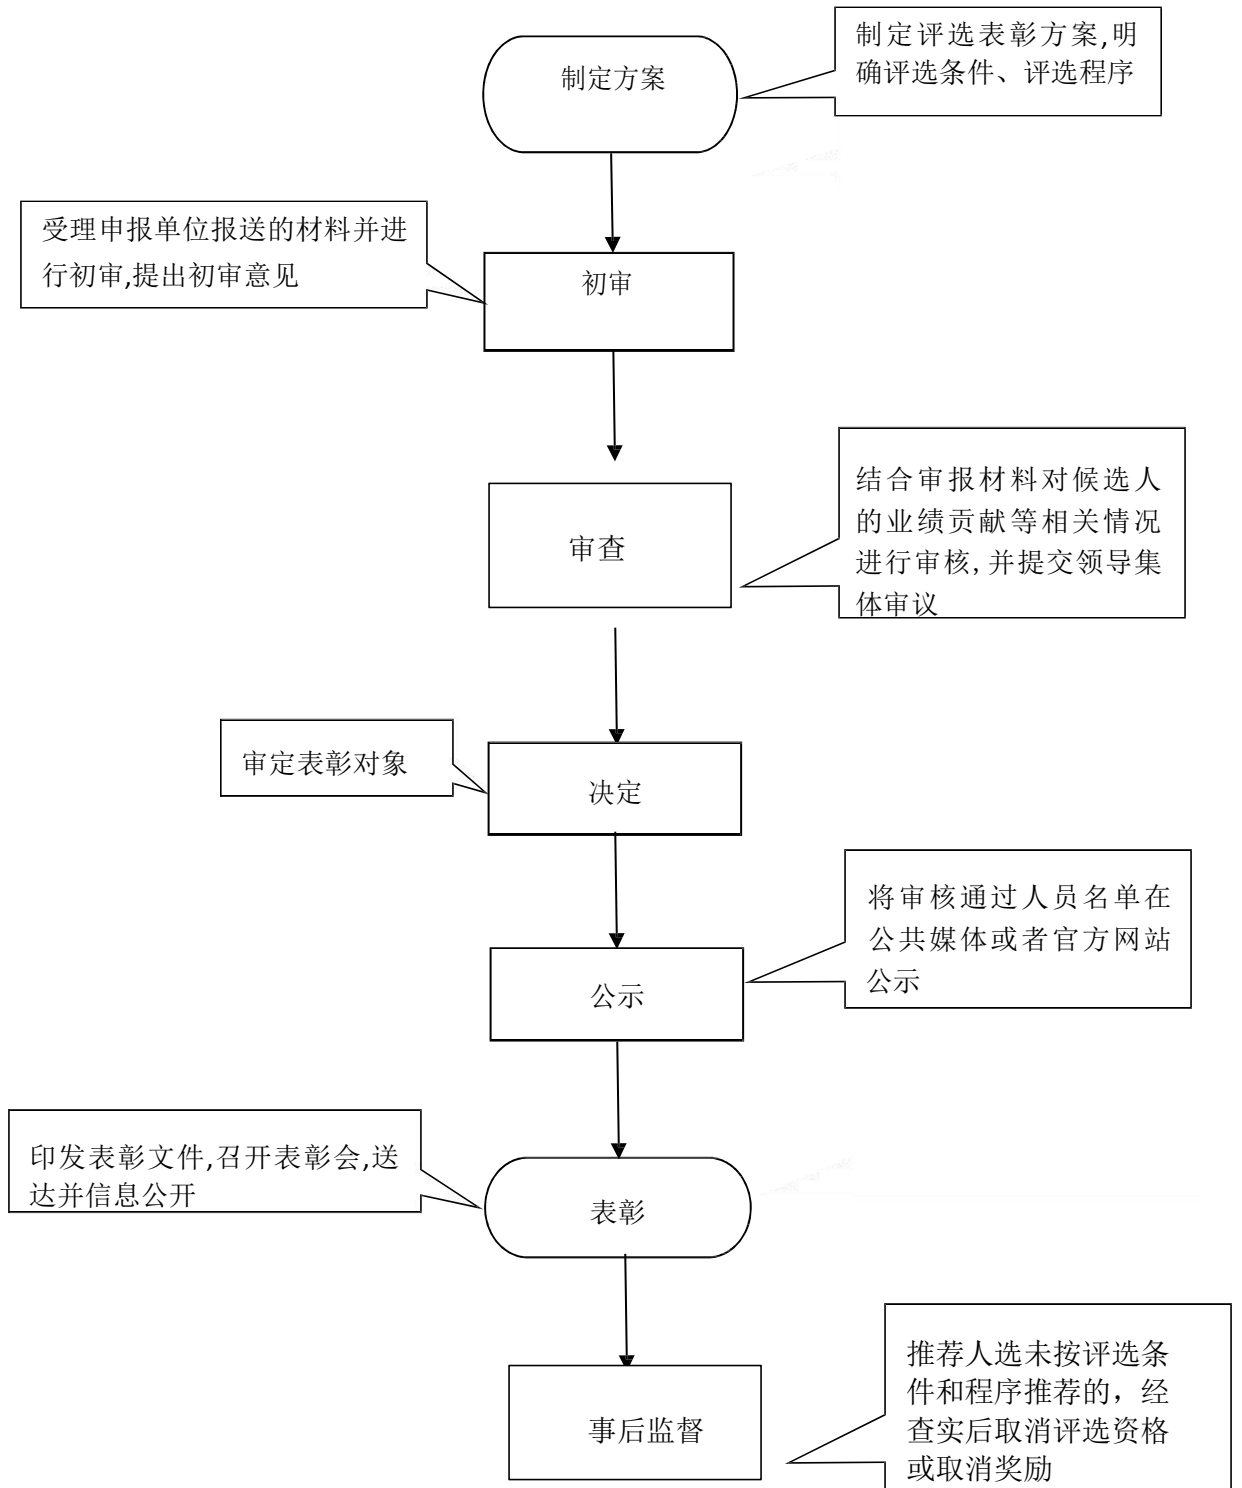 制定评选表彰方案,明
确评选条件、评选程序
制定方案
受理申报单位报送的材料并进
行初审,提出初审意见
初审
结合审报材料对候选人
的业绩贡献等相关情况
进行审核,并提交领导集
体审议
审查
审定表彰对象
决定
将审核通过人员名单在
公共媒体或者官方网站
公示
公示
印发表彰文件,召开表彰会,送
达并信息公开
表彰
推荐人选未按评选条
件和程序推荐的，经
查实后取消评选资格
或取消奖励
事后监督